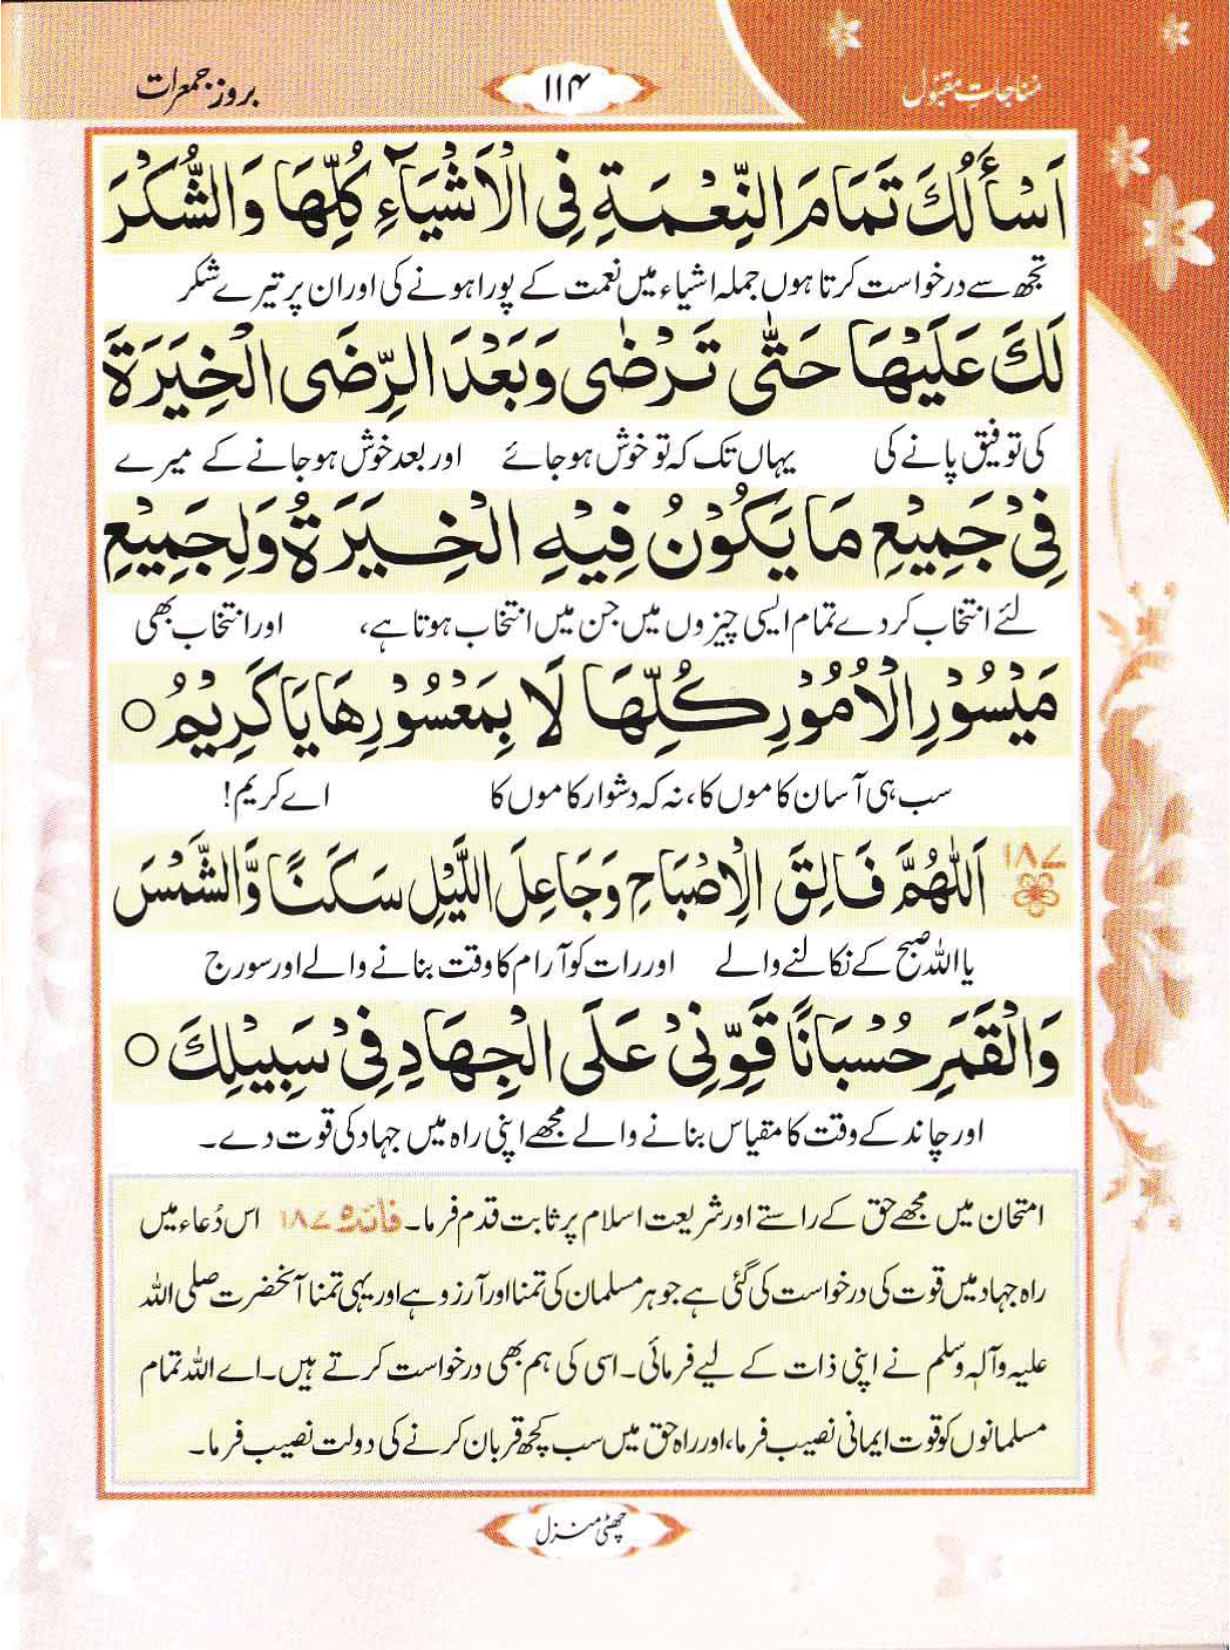 مناجاتِ مقبول
۱۱۴
بروز جمعرات
اَسْأَلُكَ تَمَامَ النِّعْمَةِ فِی الْاَشْیَآءِ كُلِّهَا وَالشُّكْرَ
تجھ سے درخواست کرتا ہوں جملہ اشیاء میں نعمت کے پورا ہونے کی اور ان پر تیرے شکر
لَكَ عَلَیْهَا حَتّٰی تَرْضٰی وَبَعْدَ الرِّضَی الْخِیَرَةَ
کی توفیق پانے کی یہاں تک کہ تو خوش ہو جائے اور بعد خوش ہو جانے کے میرے
فِیْ جَمِیْعِ مَا یَكُوْنُ فِیْهِ الْخِیَرَةُ وَلِجَمِیْعِ
لئے انتخاب کر دے تمام ایسی چیزوں میں جن میں انتخاب ہوتا ہے، اور انتخاب بھی
مَیْسُوْرِ الْاُمُوْرِ كُلِّهَا لَا بِمَعْسُوْرِهَا یَا كَرِیْمُ ○
سب ہی آسان کاموں کا، نہ کہ دشوار کاموں کا اے کریم!
۱۸۷ اَللّٰهُمَّ فَالِقَ الْاِصْبَاحِ وَجَاعِلَ اللَّیْلِ سَكَنًا وَّالشَّمْسَ
یا اللہ صبح کے نکالنے والے اور رات کو آرام کا وقت بنانے والے اور سورج
وَالْقَمَرِ حُسْبَانًا قَوِّنِیْ عَلَی الْجِهَادِ فِیْ سَبِیْلِكَ ○
اور چاند کے وقت کا مقیاس بنانے والے مجھے اپنی راہ میں جہاد کی قوت دے۔
امتحان میں مجھے حق کے راستے اور شریعت اسلام پر ثابت قدم فرما۔ فائدہ ۱۸۷ اس دُعاء میں
راہ جہاد میں قوت کی درخواست کی گئی ہے جو ہر مسلمان کی تمنا اور آرزو ہے اور یہی تمنا آنحضرت صلی اللہ
علیہ وآلہ وسلم نے اپنی ذات کے لیے فرمائی۔ اسی کی ہم بھی درخواست کرتے ہیں۔ اے اللہ تمام
مسلمانوں کو قوت ایمانی نصیب فرما، اور راہ حق میں سب کچھ قربان کرنے کی دولت نصیب فرما۔
چھٹی منزل